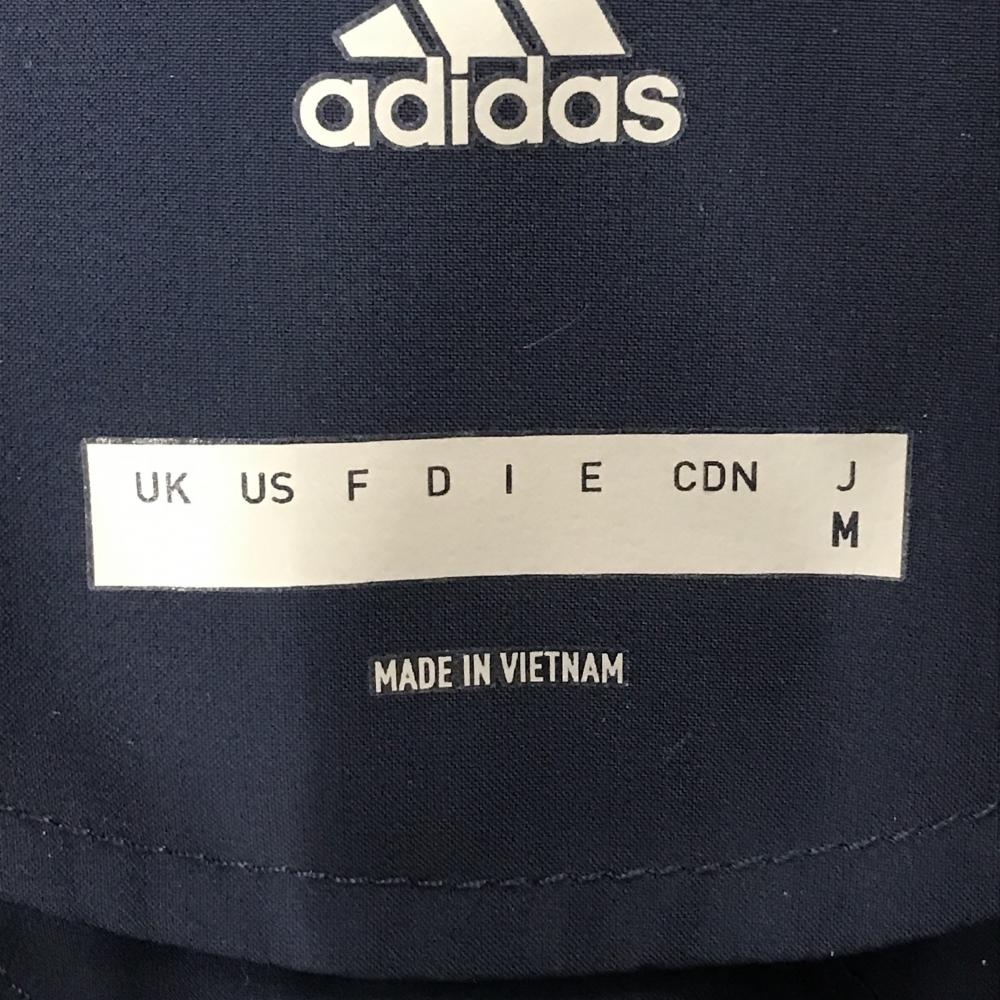 adidas
UK US F D I E CDN J
M
MADE IN VIETNAM